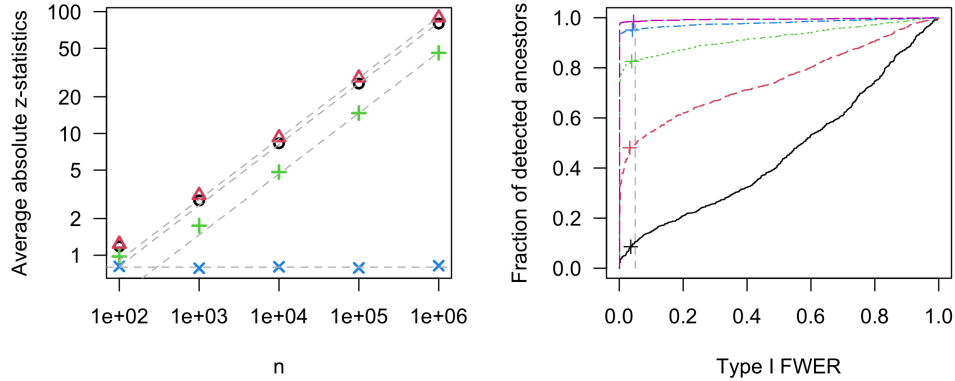 Average absolute z-statistics
100
50
20
10
5
2
1
1e+02 1e+03 1e+04 1e+05 1e+06
n
Fraction of detected ancestors
1.0
0.8
0.6
0.4
0.2
0.0
0.0 0.2 0.4 0.6 0.8 1.0
Type I FWER